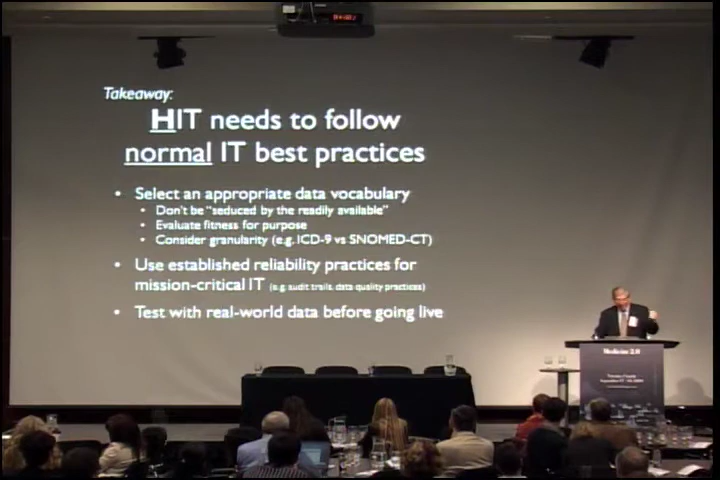 Takeaway:
HIT needs to follow
normal IT best practices
• Select an appropriate data vocabulary
• Don't be "seduced by the readily available"
• Evaluate fitness for purpose
• Consider granularity (e.g. ICD-9 vs SNOMED-CT)
• Use established reliability practices for
mission-critical IT (e.g. audit trails, data quality practices)
• Test with real-world data before going live
Medicine 2.0